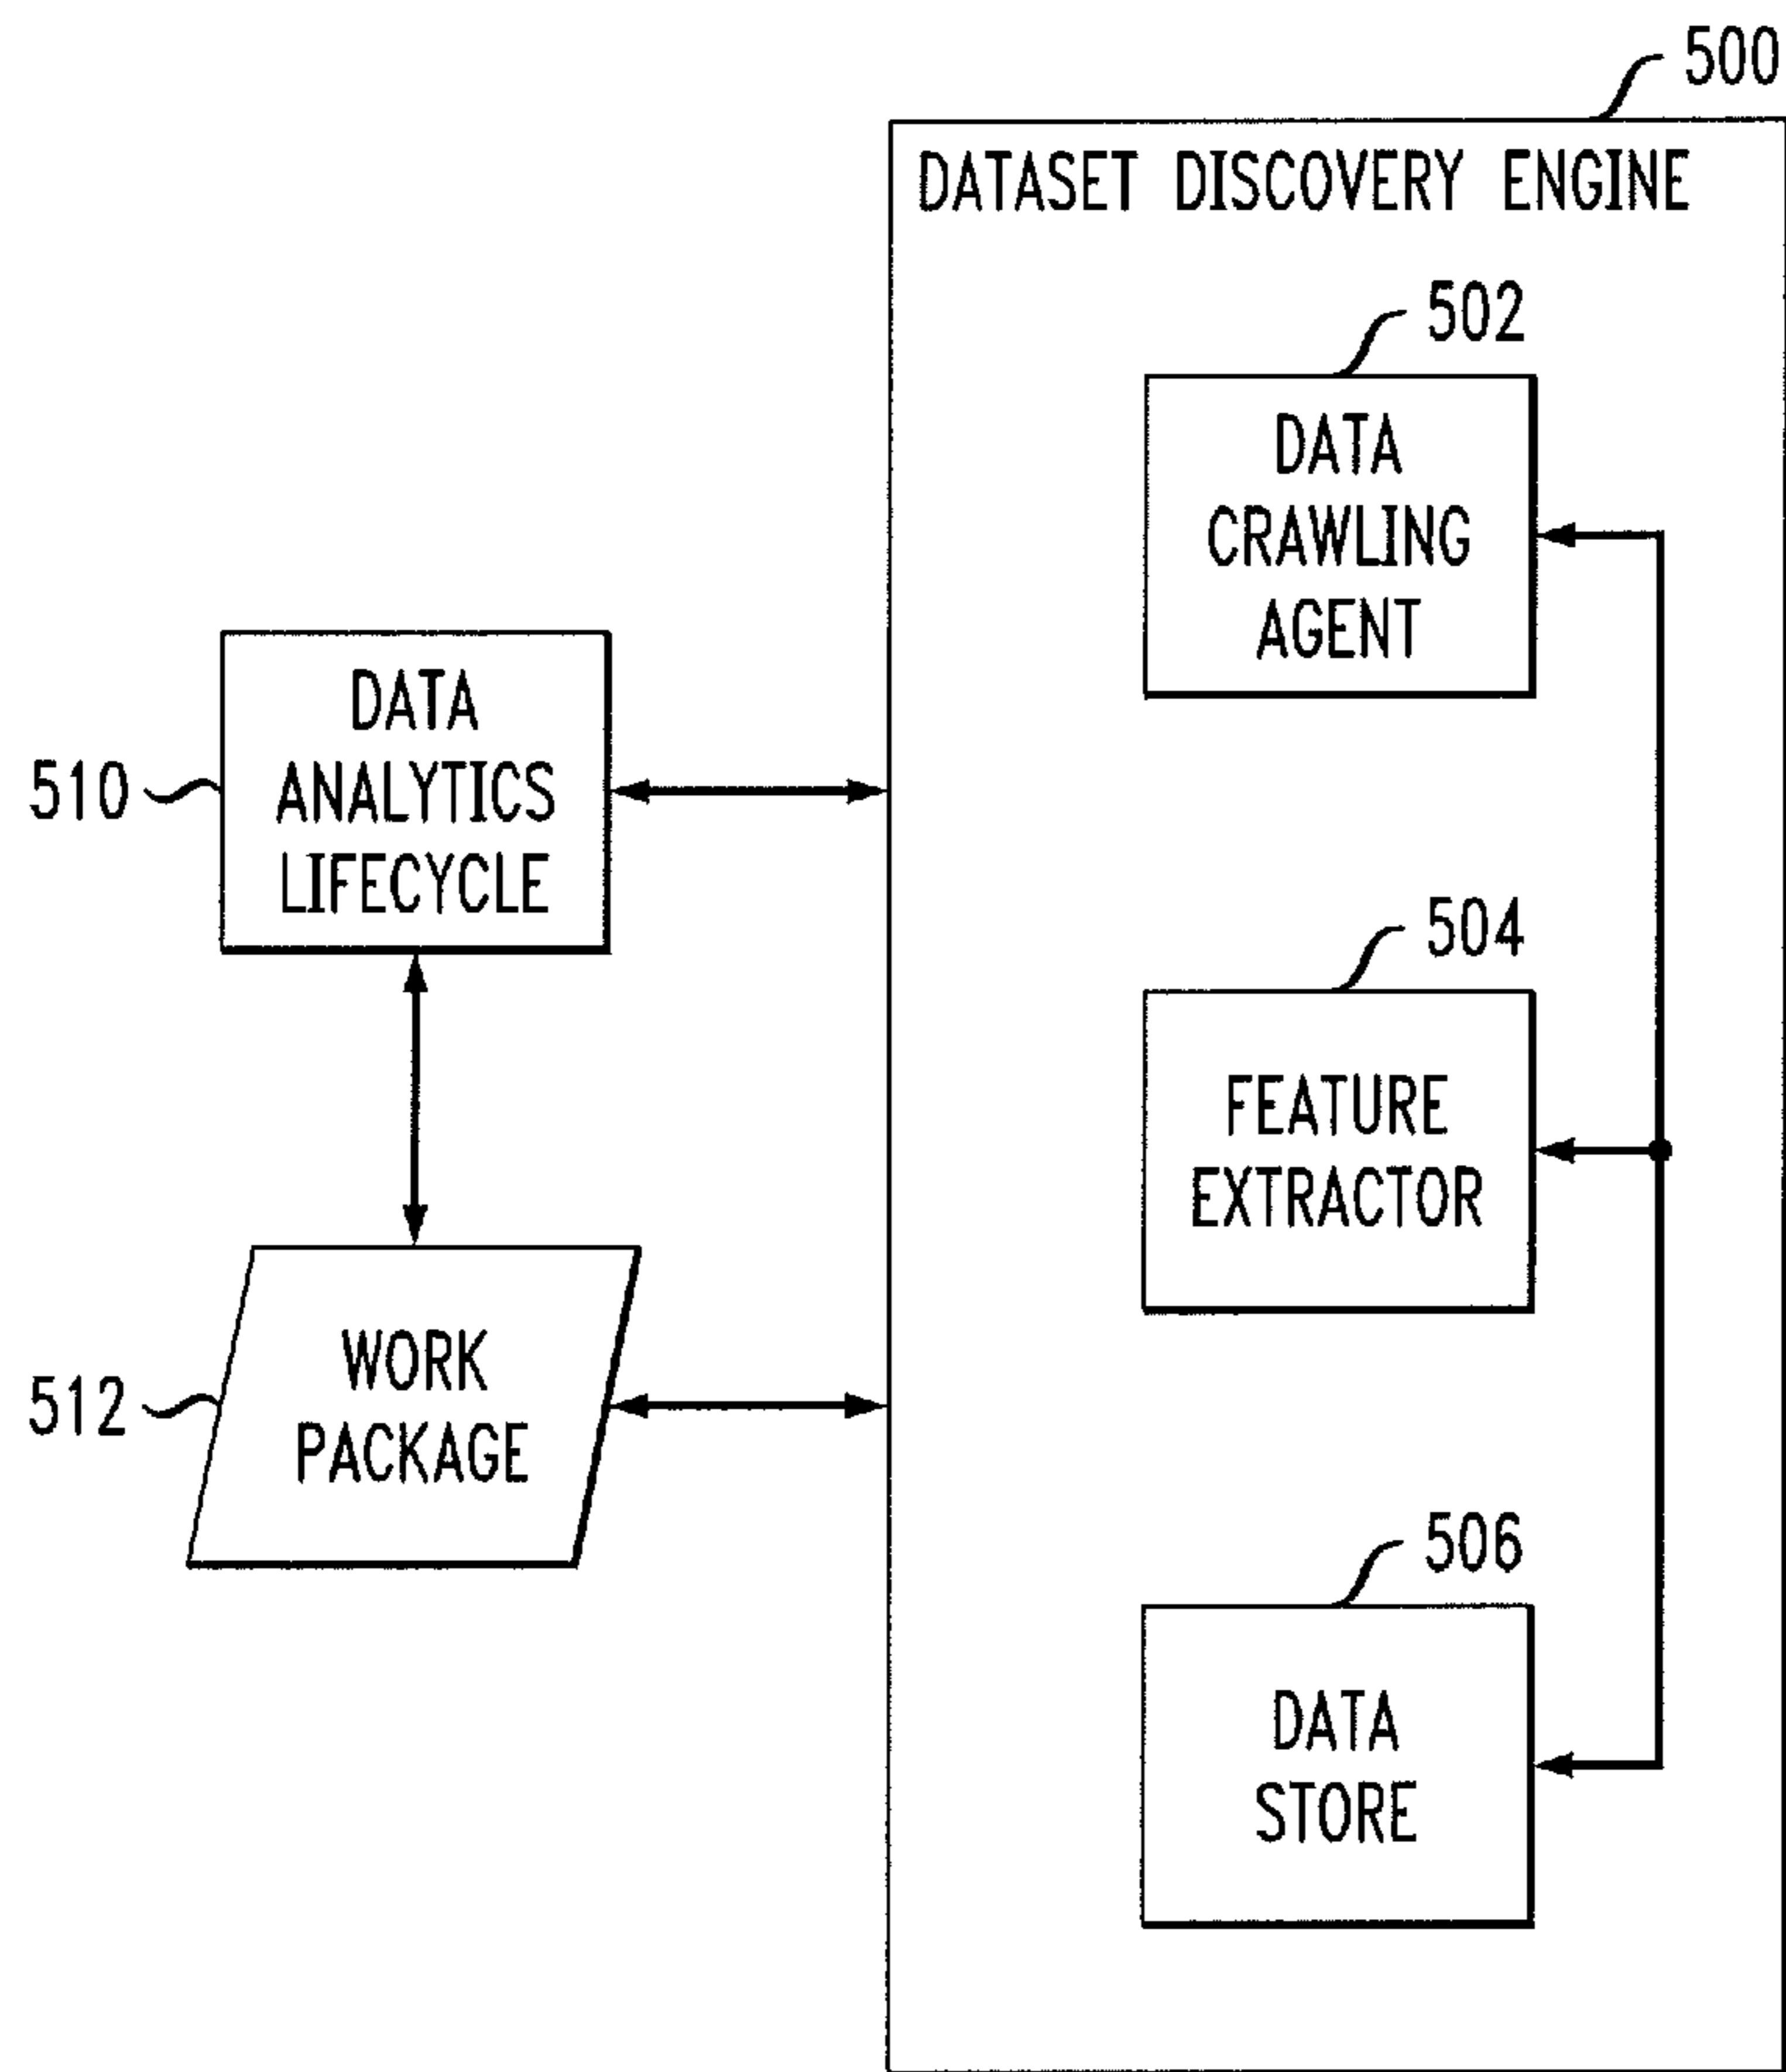 500
DATASET DISCOVERY ENGINE
502
DATA
CRAWLING
AGENT
DATA
ANALYTICS
LIFECYCLE
510
504
FEATURE
EXTRACTOR
WORK
PACKAGE
512
506
DATA
STORE